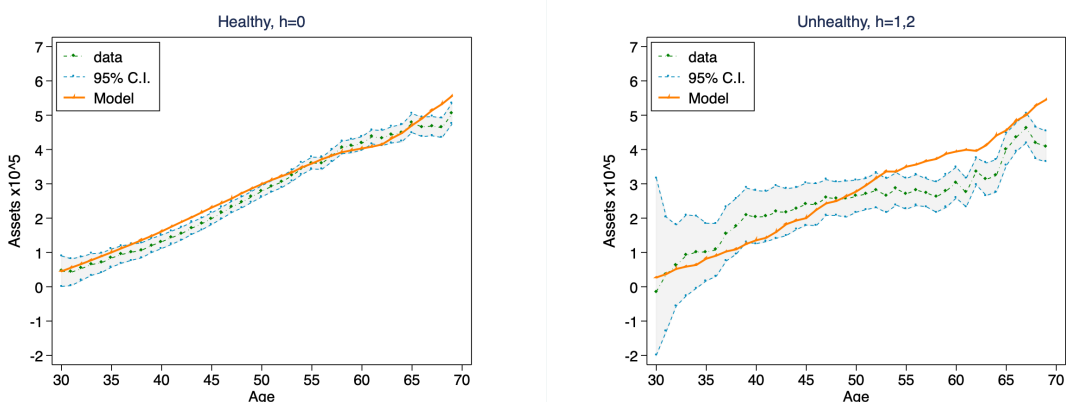 Healthy, h=0
7
6
5
4
3
2
1
0
-1
-2
Assets x10^5
data
95% C.I.
Model
30 35 40 45 50 55 60 65 70
Age
Unhealthy, h=1,2
7
6
5
4
3
2
1
0
-1
-2
Assets x10^5
data
95% C.I.
Model
30 35 40 45 50 55 60 65 70
Age